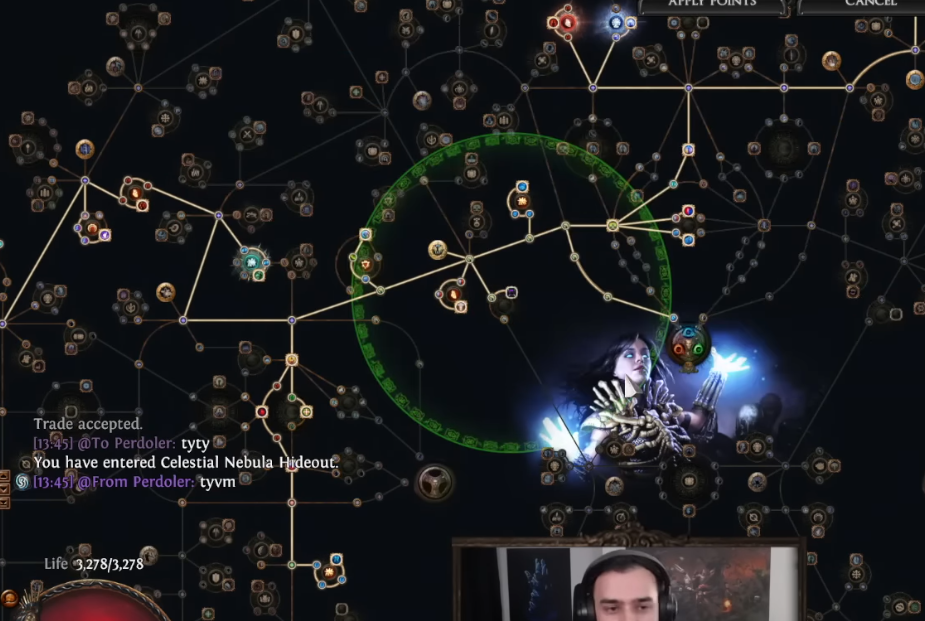 APPLY POINTS
CANCEL
Trade accepted.
[13:45] @To Perdoler: tyty
You have entered Celestial Nebula Hideout.
[13:45] @From Perdoler: tyvm
Life 3,278/3,278